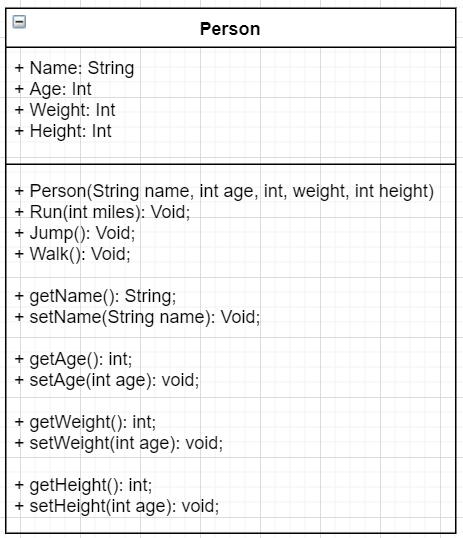 Person
+ Name: String
+ Age: Int
+ Weight: Int
+ Height: Int
+ Person(String name, int age, int, weight, int height)
+ Run(int miles): Void;
+ Jump(): Void;
+ Walk(): Void;
+ getName(): String;
+ setName(String name): Void;
+ getAge(): int;
+ setAge(int age): void;
+ getWeight(): int;
+ setWeight(int age): void;
+ getHeight(): int;
+ setHeight(int age): void;